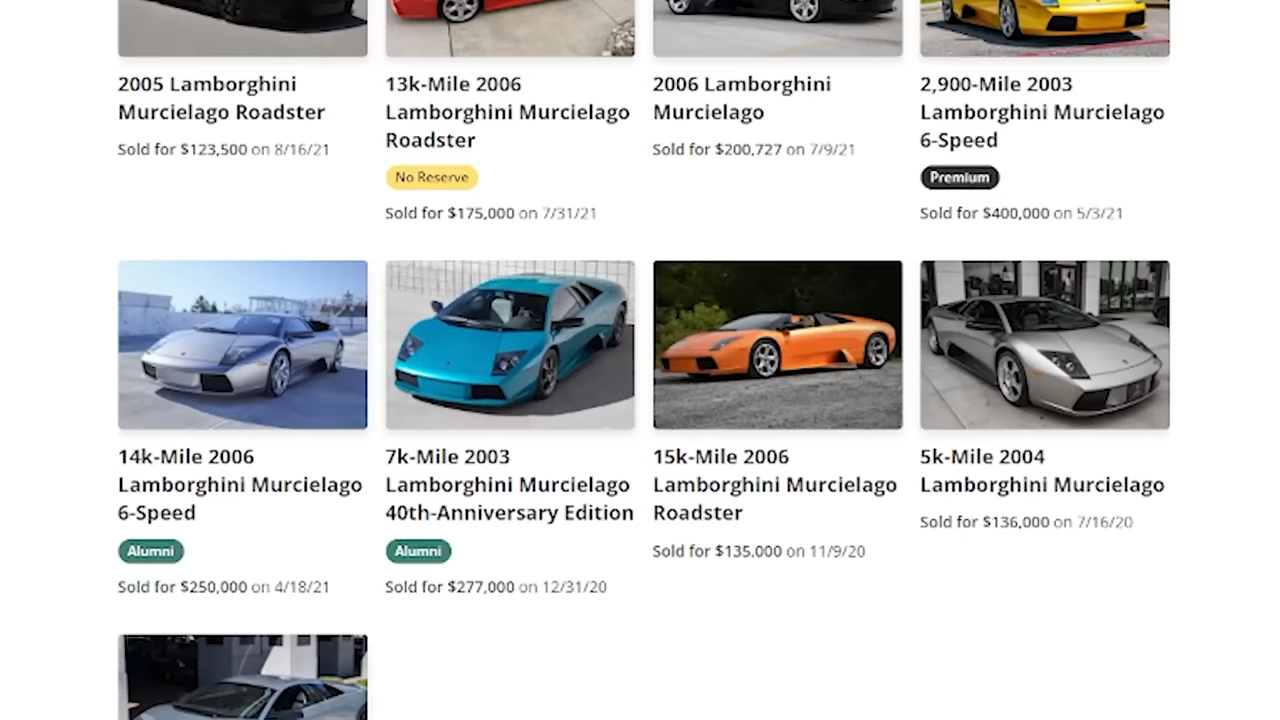 2005 Lamborghini
Murcielago Roadster
Sold for $123,500 on 8/16/21
13k-Mile 2006
Lamborghini Murcielago
Roadster
No Reserve
Sold for $175,000 on 7/31/21
2006 Lamborghini
Murcielago
Sold for $200,727 on 7/9/21
2,900-Mile 2003
Lamborghini Murcielago
6-Speed
Premium
Sold for $400,000 on 5/3/21
14k-Mile 2006
Lamborghini Murcielago
6-Speed
Alumni
Sold for $250,000 on 4/18/21
7k-Mile 2003
Lamborghini Murcielago
40th-Anniversary Edition
Alumni
Sold for $277,000 on 12/31/20
15k-Mile 2006
Lamborghini Murcielago
Roadster
Sold for $135,000 on 11/9/20
5k-Mile 2004
Lamborghini Murcielago
Sold for $136,000 on 7/16/20